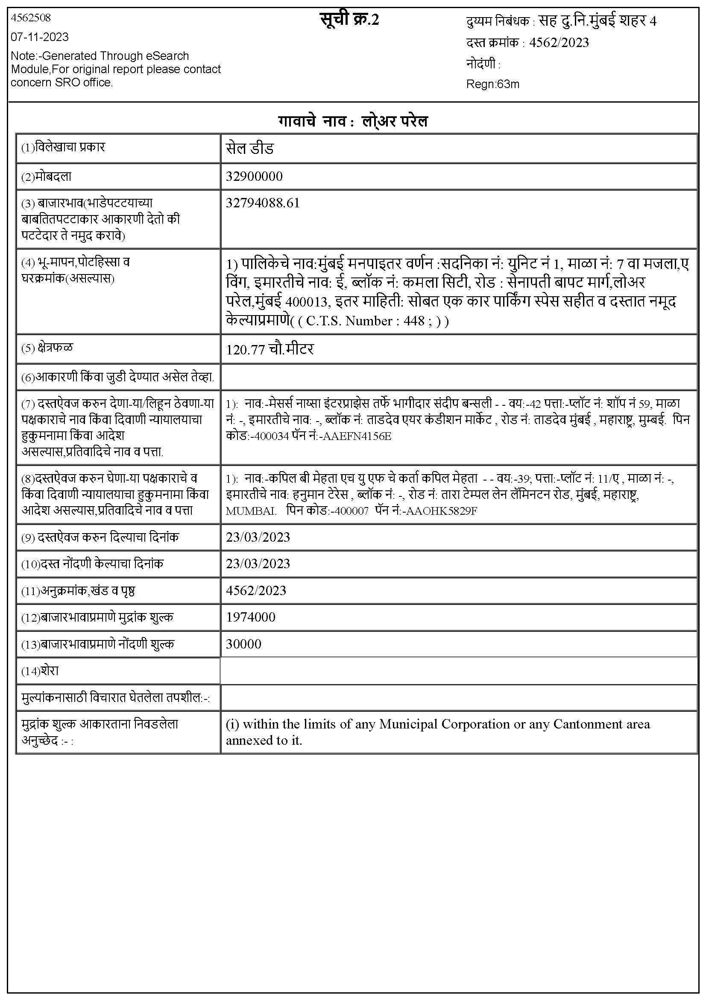 4562508
07-11-2023
Note:-Generated Through eSearch
Module,For original report please contact
concern SRO office.
सूची क्र.2
दुय्यम निबंधक : सह दु.नि.मुंबई शहर 4
दस्त क्रमांक : 4562/2023
नोदंणी :
Regn:63m
गावाचे नाव : लो्अर परेल
(1)विलेखाचा प्रकार
सेल डीड
(2)मोबदला
32900000
(3) बाजारभाव(भाडेपटटयाच्या
बाबतितपटटाकार आकारणी देतो की
पटटेदार ते नमुद करावे)
32794088.61
(4) भू-मापन,पोटहिस्सा व
घरक्रमांक(असल्यास)
1) पालिकेचे नाव:मुंबई मनपाइतर वर्णन :सदनिका नं: युनिट नं 1, माळा नं: 7 वा मजला,ए
विंग, इमारतीचे नाव: ई, ब्लॉक नं: कमला सिटी, रोड : सेनापती बापट मार्ग,लोअर
परेल,मुंबई 400013, इतर माहिती: सोबत एक कार पार्किंग स्पेस सहीत व दस्तात नमूद
केल्याप्रमाणे( ( C.T.S. Number : 448 ; ) )
(5) क्षेत्रफळ
120.77 चौ.मीटर
(6)आकारणी किंवा जुडी देण्यात असेल तेव्हा.
(7) दस्तऐवज करुन देणा-या/लिहून ठेवणा-या
पक्षकाराचे नाव किंवा दिवाणी न्यायालयाचा
हुकुमनामा किंवा आदेश
असल्यास,प्रतिवादिचे नाव व पत्ता.
1): नाव:-मेसर्स नाय्सा इंटरप्राझेस तर्फे भागीदार संदीप बन्सली - - वय:-42 पत्ता:-प्लॉट नं: शॉप नं 59, माळा
नं: -, इमारतीचे नाव: -, ब्लॉक नं: ताडदेव एयर कंडीशन मार्केट , रोड नं: ताडदेव मुंबई , महाराष्ट्र, मुम्बई. पिन
कोड:-400034 पॅन नं:-AAEFN4156E
(8)दस्तऐवज करुन घेणा-या पक्षकाराचे व
किंवा दिवाणी न्यायालयाचा हुकुमनामा किंवा
आदेश असल्यास,प्रतिवादिचे नाव व पत्ता
1): नाव:-कपिल बी मेहता एच यु एफ चे कर्ता कपिल मेहता - - वय:-39; पत्ता:-प्लॉट नं: 11/ए , माळा नं: -,
इमारतीचे नाव: हनुमान टेरेस , ब्लॉक नं: -, रोड नं: तारा टेम्पल लेन लॅमिनटन रोड, मुंबई, महाराष्ट्र,
MUMBAI. पिन कोड:-400007 पॅन नं:-AAOHK5829F
(9) दस्तऐवज करुन दिल्याचा दिनांक
23/03/2023
(10)दस्त नोंदणी केल्याचा दिनांक
23/03/2023
(11)अनुक्रमांक,खंड व पृष्ठ
4562/2023
(12)बाजारभावाप्रमाणे मुद्रांक शुल्क
1974000
(13)बाजारभावाप्रमाणे नोंदणी शुल्क
30000
(14)शेरा
मुल्यांकनासाठी विचारात घेतलेला तपशील:-:
मुद्रांक शुल्क आकारताना निवडलेला
अनुच्छेद :- :
(i) within the limits of any Municipal Corporation or any Cantonment area
annexed to it.